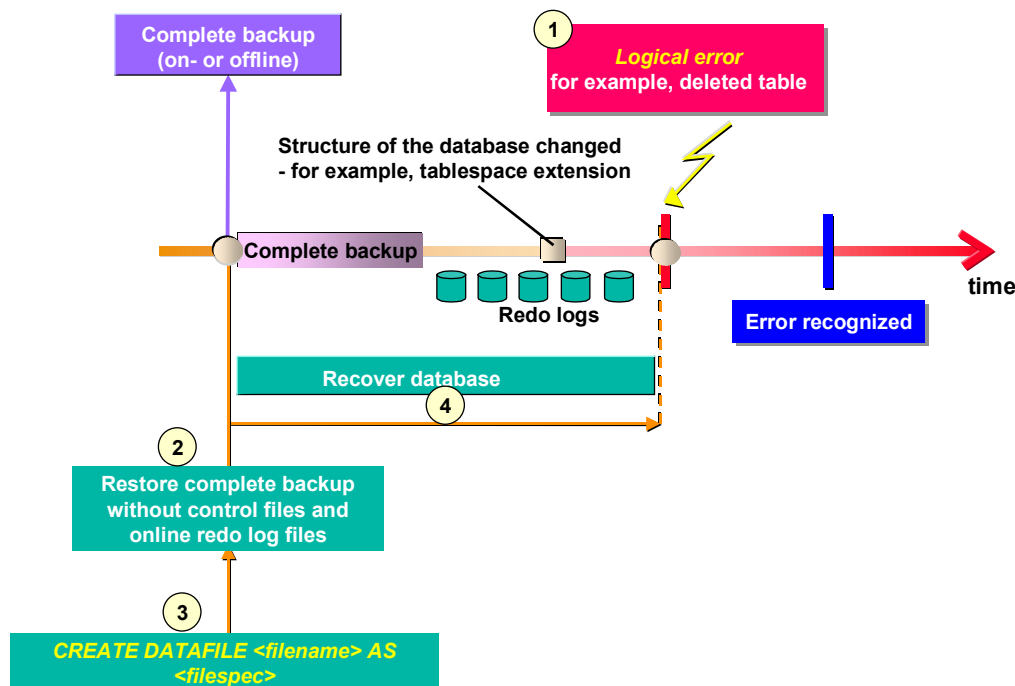 Complete backup
(on- or offline)
1
Logical error
for example, deleted table
Structure of the database changed
- for example, tablespace extension
Complete backup
time
Redo logs
Error recognized
Recover database
4
2
Restore complete backup
without control files and
online redo log files
3
CREATE DATAFILE <filename> AS
<filespec>